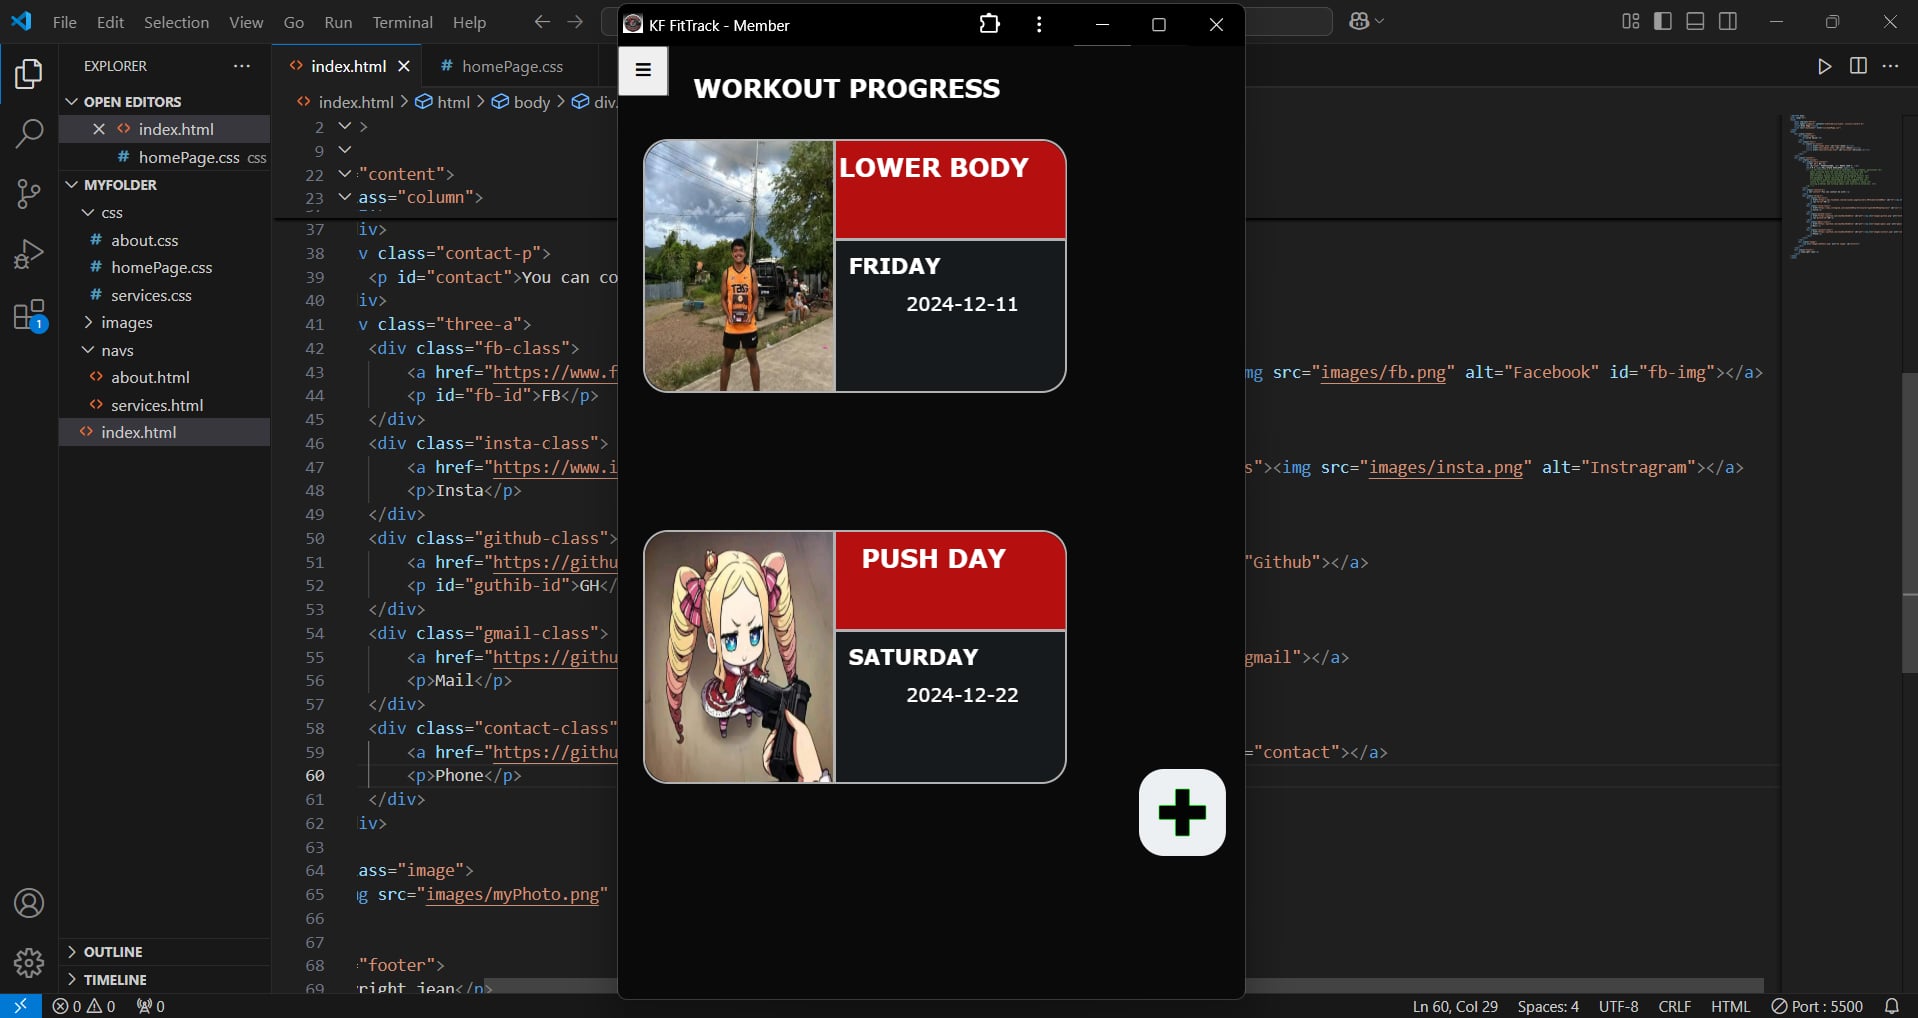 File Edit Selection View Go Run Terminal Help
KF FitTrack - Member
EXPLORER
index.html
homePage.css
OPEN EDITORS
index.html > html > body > div.
index.html
homePage.css css
MYFOLDER
css
about.css
homePage.css
services.css
images
navs
about.html
services.html
index.html
OUTLINE
TIMELINE
2 >
9
22 "content">
23 ass="column">
37 iv>
38 v class="contact-p">
39 <p id="contact">You can co
40 iv>
41 v class="three-a">
42 <div class="fb-class">
43 <a href="https://www.f mg src="images/fb.png" alt="Facebook" id="fb-img"></a>
44 <p id="fb-id">FB</p>
45 </div>
46 <div class="insta-class">
47 <a href="https://www.i s"><img src="images/insta.png" alt="Instragram"></a>
48 <p>Insta</p>
49 </div>
50 <div class="github-class">
51 <a href="https://githu "Github"></a>
52 <p id="guthib-id">GH</
53 </div>
54 <div class="gmail-class">
55 <a href="https://githu gmail"></a>
56 <p>Mail</p>
57 </div>
58 <div class="contact-class"
59 <a href="https://githu ="contact"></a>
60 <p>Phone</p>
61 </div>
62 iv>
63
64 ass="image">
65 g src="images/myPhoto.png"
66
67
68 "footer">
69 right jean</p>
WORKOUT PROGRESS
LOWER BODY
FRIDAY
2024-12-11
PUSH DAY
SATURDAY
2024-12-22
1
0 0 0
Ln 60, Col 29 Spaces: 4 UTF-8 CRLF HTML Port : 5500